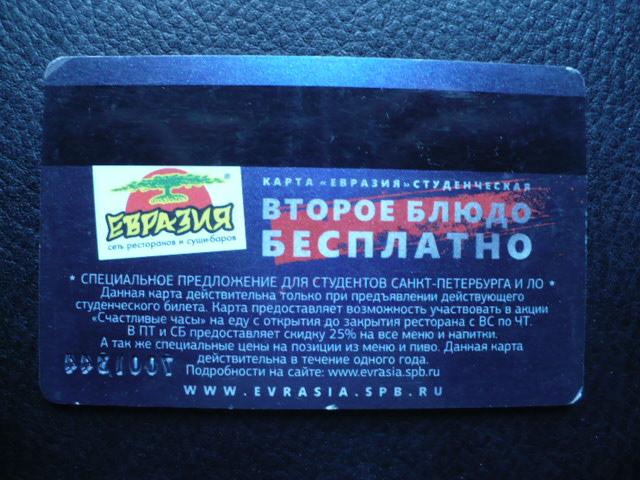 КАРТА «ЕВРАЗИЯ» СТУДЕНЧЕСКАЯ
ВТОРОЕ БЛЮДО
БЕСПЛАТНО
ЕВРАЗИЯ®
сеть ресторанов и суши-баров
* СПЕЦИАЛЬНОЕ ПРЕДЛОЖЕНИЕ ДЛЯ СТУДЕНТОВ САНКТ-ПЕТЕРБУРГА И ЛО *
Данная карта действительна только при предъявлении действующего
студенческого билета. Карта предоставляет возможность участвовать в акции
«Счастливые часы» на еду с открытия до закрытия ресторана с ВС по ЧТ.
В ПТ и СБ предоставляет скидку 25% на все меню и напитки.
А так же специальные цены на позиции из меню и пиво. Данная карта
действительна в течение одного года.
Подробности на сайте: www.evrasia.spb.ru
WWW.EVRASIA.SPB.RU